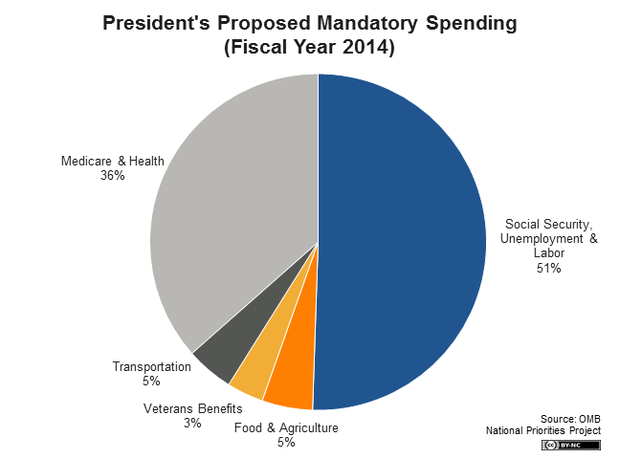 President's Proposed Mandatory Spending
(Fiscal Year 2014)
Medicare & Health
36%
Social Security,
Unemployment &
Labor
51%
Transportation
5%
Veterans Benefits
3%
Food & Agriculture
5%
Source: OMB
National Priorities Project
cc BY-NC